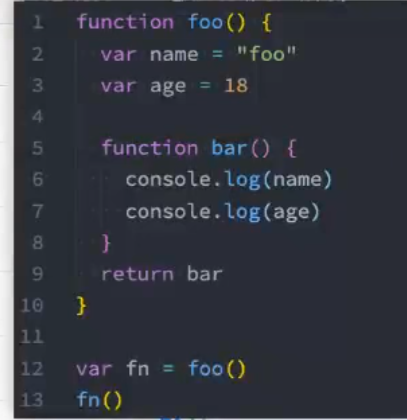 1 function foo() {
2 var name = "foo"
3 var age = 18
4
5 function bar() {
6 console.log(name)
7 console.log(age)
8 }
9 return bar
10 }
11
12 var fn = foo()
13 fn()